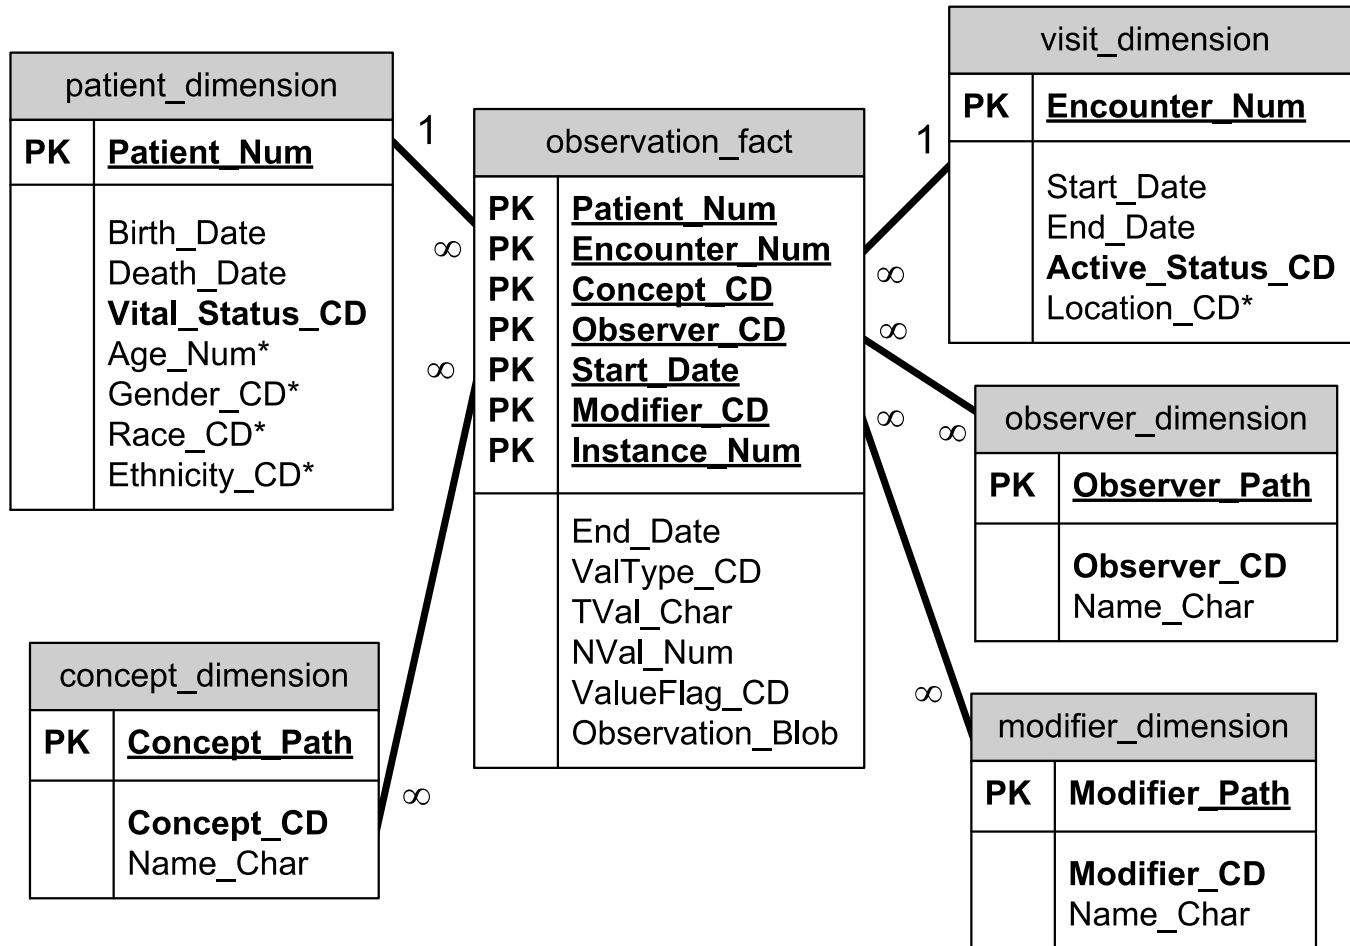 patient_dimension
PK Patient_Num
Birth_Date
Death_Date
Vital_Status_CD
Age_Num*
Gender_CD*
Race_CD*
Ethnicity_CD*
1
∞
observation_fact
PK Patient_Num
PK Encounter_Num
PK Concept_CD
PK Observer_CD
PK Start_Date
PK Modifier_CD
PK Instance_Num
End_Date
ValType_CD
TVal_Char
NVal_Num
ValueFlag_CD
Observation_Blob
visit_dimension
PK Encounter_Num
Start_Date
End_Date
Active_Status_CD
Location_CD*
1
∞
∞
∞
observer_dimension
PK Observer_Path
Observer_CD
Name_Char
∞
∞
concept_dimension
PK Concept_Path
Concept_CD
Name_Char
∞
∞
modifier_dimension
PK Modifier_Path
Modifier_CD
Name_Char